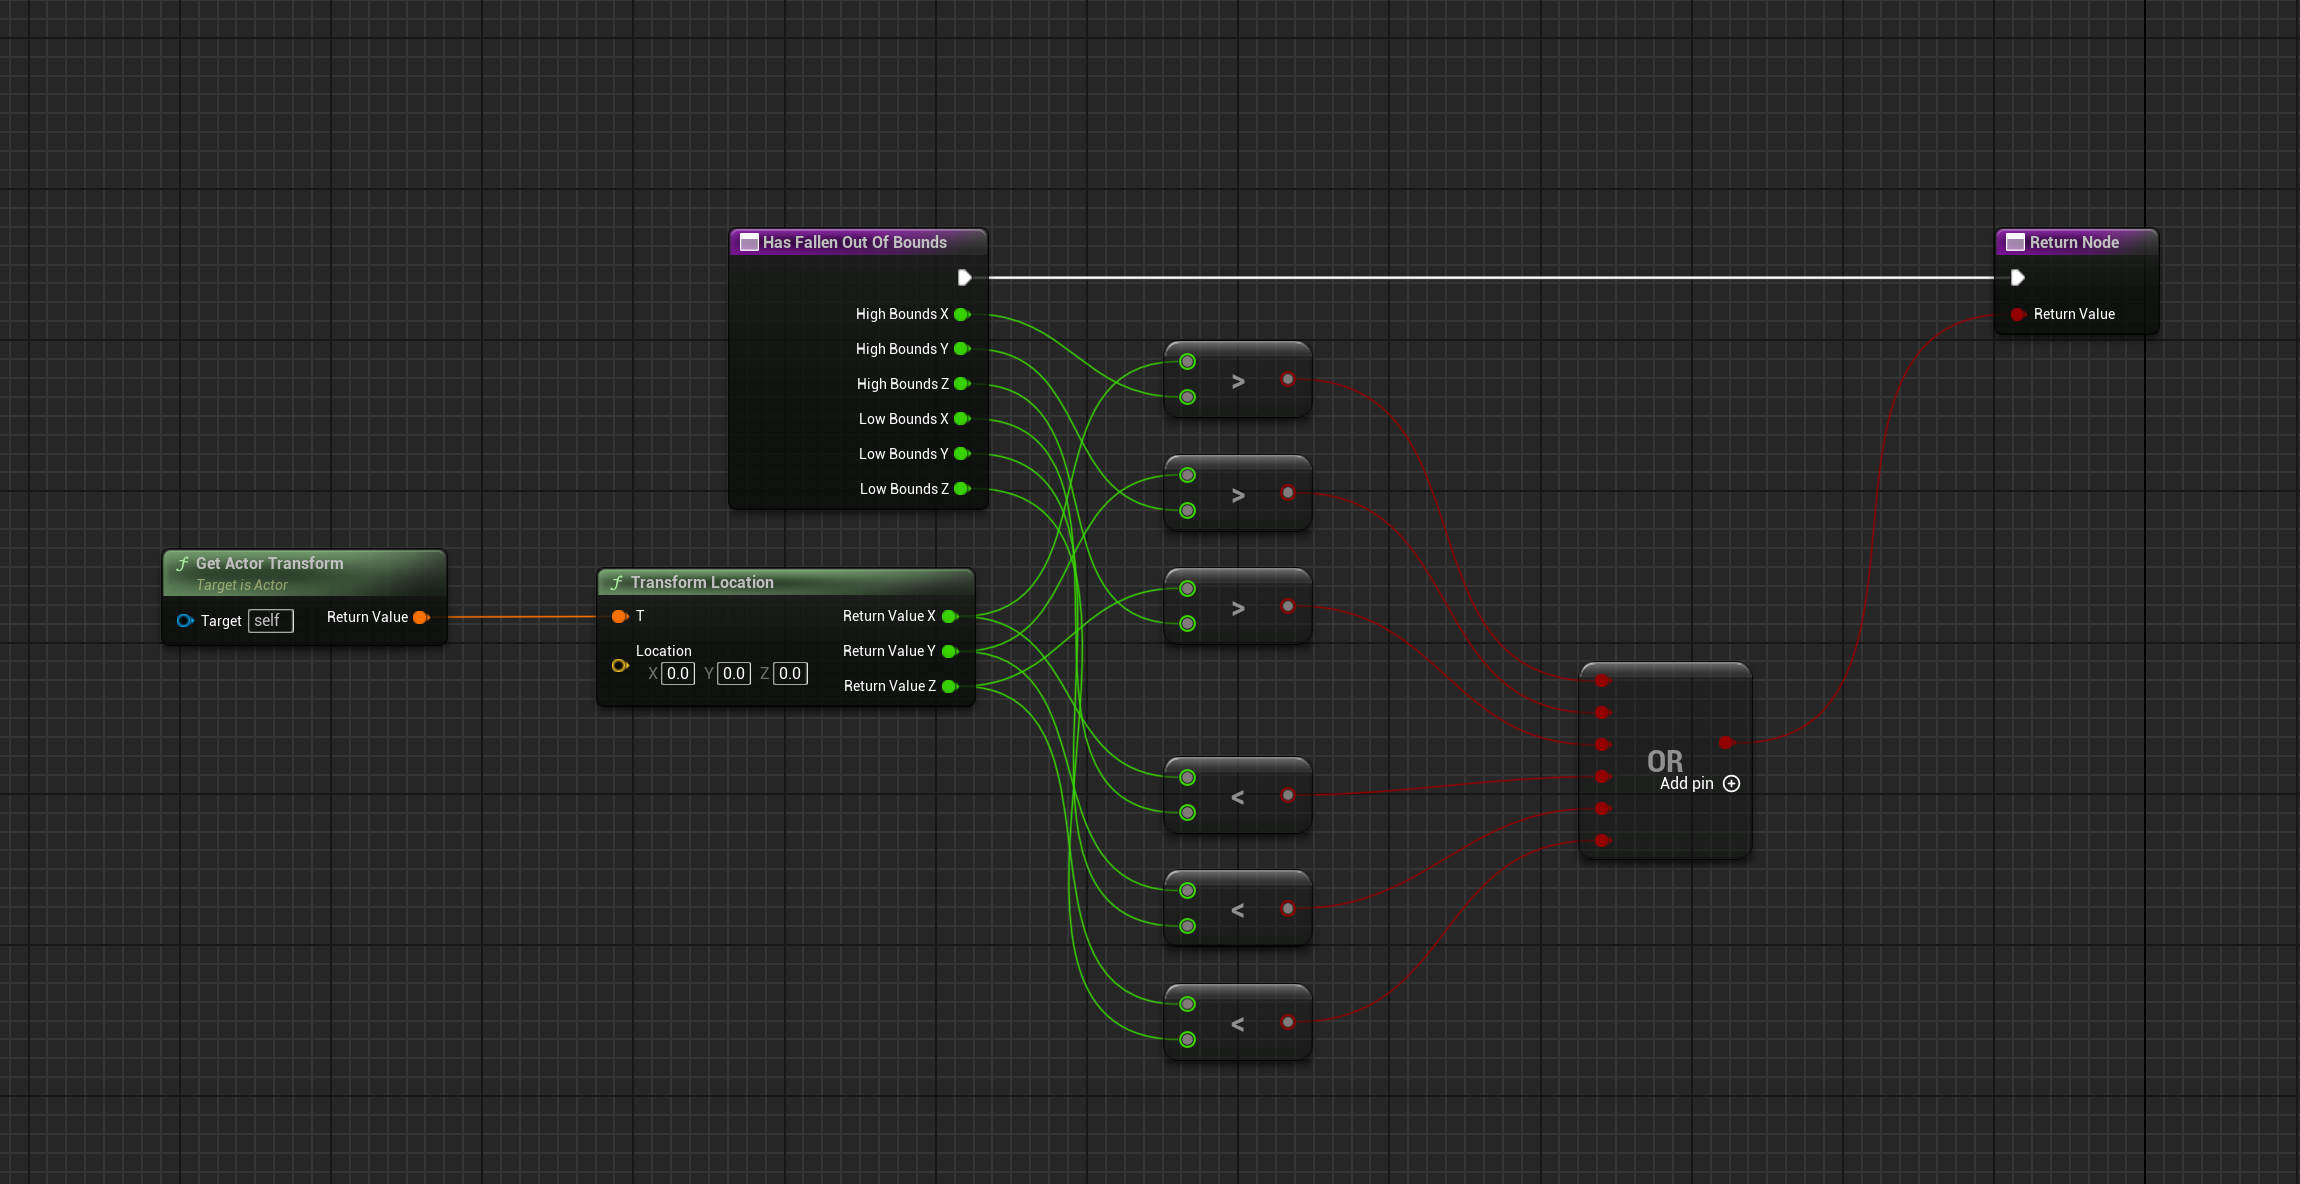 Has Fallen Out Of Bounds
High Bounds X
High Bounds Y
High Bounds Z
Low Bounds X
Low Bounds Y
Low Bounds Z
Return Node
Return Value
f Get Actor Transform
Target is Actor
Target self Return Value
f Transform Location
T Return Value X
Location Return Value Y
X 0.0 Y 0.0 Z 0.0 Return Value Z
>
>
>
<
<
<
OR
Add pin